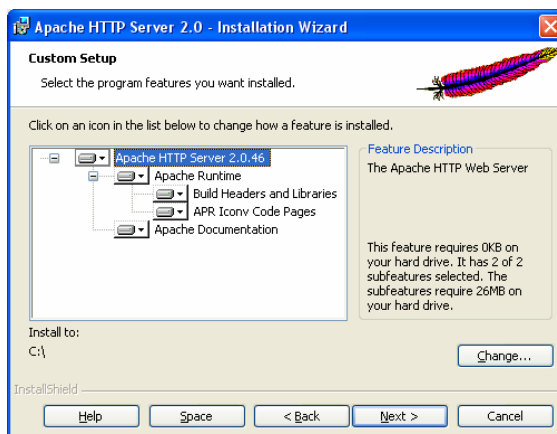 Apache HTTP Server 2.0 - Installation Wizard
Custom Setup
Select the program features you want installed.
Click on an icon in the list below to change how a feature is installed.
Apache HTTP Server 2.0.46
Apache Runtime
Build Headers and Libraries
APR Iconv Code Pages
Apache Documentation
Feature Description
The Apache HTTP Web Server
This feature requires 0KB on
your hard drive. It has 2 of 2
subfeatures selected. The
subfeatures require 26MB on
your hard drive.
Install to:
C:\
Change...
InstallShield
Help Space < Back Next > Cancel